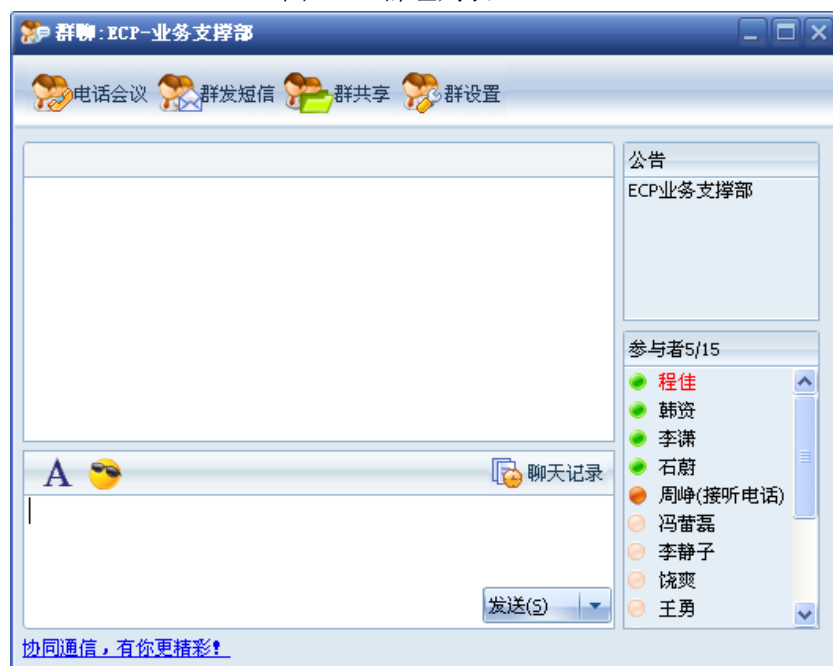 群聊:ECP-业务支撑部
电话会议 群发短信 群共享 群设置
公告
ECP业务支撑部
参与者5/15
程佳
韩资
李潇
石蔚
周峥(接听电话)
冯蕾磊
李静子
饶爽
王勇
A
聊天记录
发送(S)
协同通信，有你更精彩！